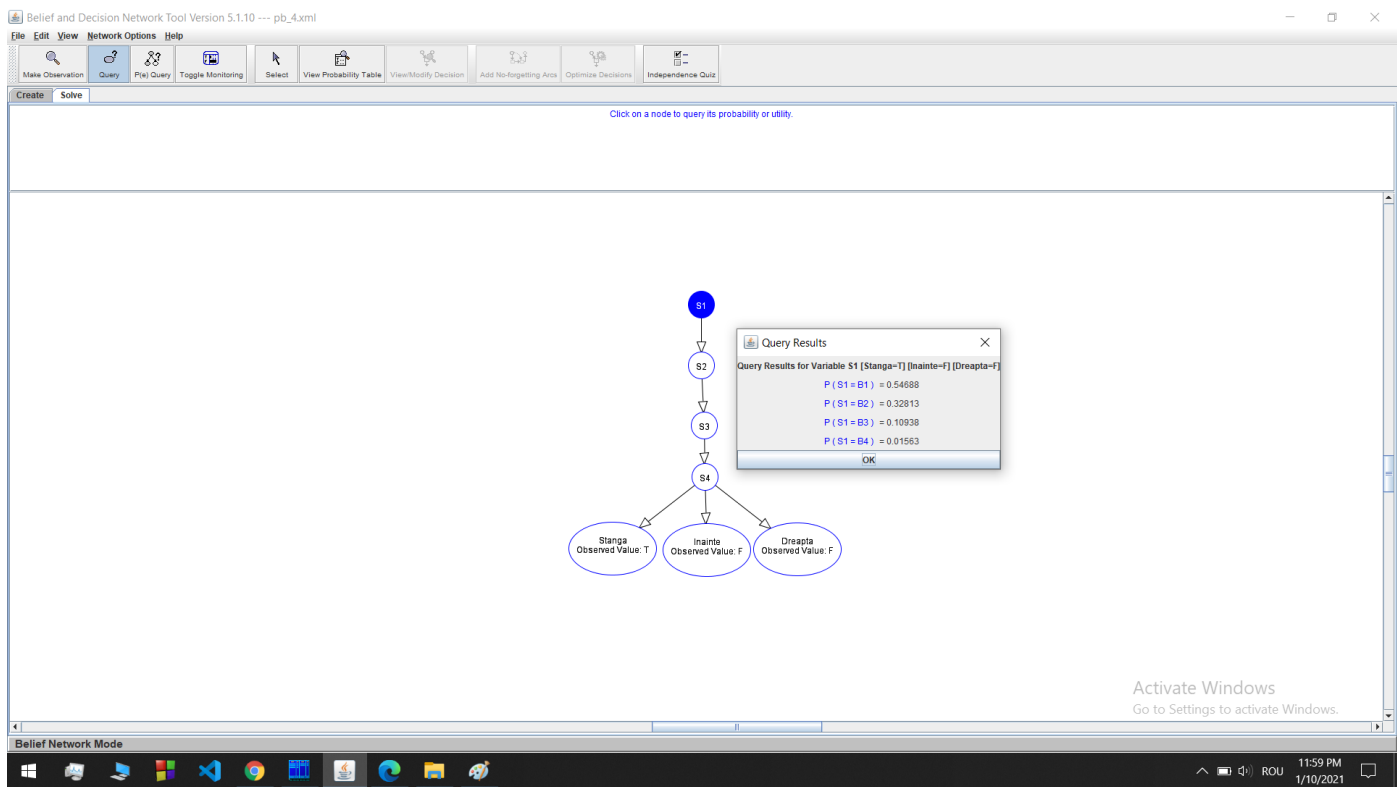 Belief and Decision Network Tool Version 5.1.10 --- pb_4.xml
File Edit View Network Options Help
Make Observation Query P(e) Query Toggle Monitoring Select View Probability Table View/Modify Decision Add No-forgetting Arcs Optimize Decisions Independence Quiz
Create Solve
Click on a node to query its probability or utility.
S1
S2
S3
S4
Stanga
Observed Value: T
Inainte
Observed Value: F
Dreapta
Observed Value: F
Query Results
Query Results for Variable S1 [Stanga=T] [Inainte=F] [Dreapta=F]
P ( S1 = B1 ) = 0.54688
P ( S1 = B2 ) = 0.32813
P ( S1 = B3 ) = 0.10938
P ( S1 = B4 ) = 0.01563
OK
Activate Windows
Go to Settings to activate Windows.
Belief Network Mode
ROU
11:59 PM
1/10/2021